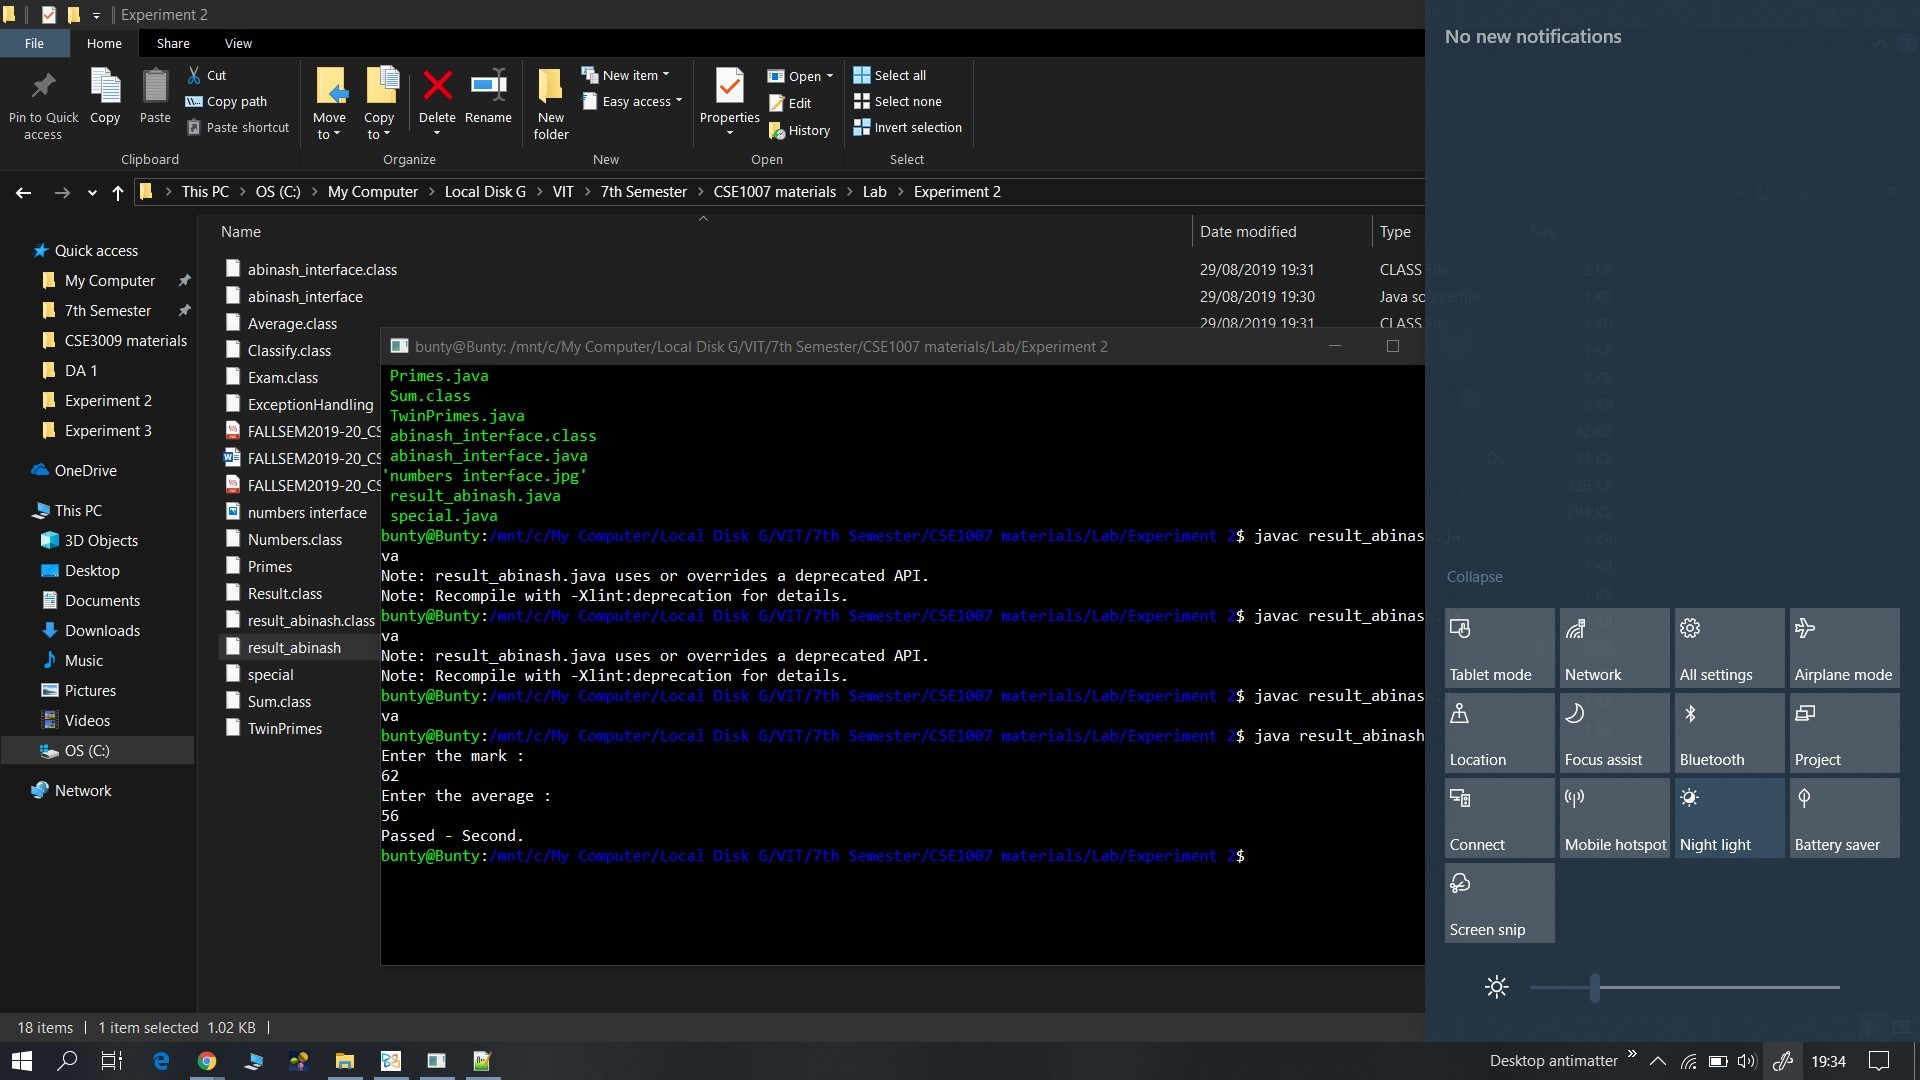 Experiment 2
File
Home
Share
View
Pin to Quick access
Copy
Paste
Cut
Copy path
Paste shortcut
Clipboard
Move to
Copy to
Delete
Rename
Organize
New folder
New item
Easy access
New
Properties
Open
Edit
History
Open
Select all
Select none
Invert selection
Select
This PC > OS (C:) > My Computer > Local Disk G > VIT > 7th Semester > CSE1007 materials > Lab > Experiment 2
Quick access
My Computer
7th Semester
CSE3009 materials
DA 1
Experiment 2
Experiment 3
OneDrive
This PC
3D Objects
Desktop
Documents
Downloads
Music
Pictures
Videos
OS (C:)
Network
Name Date modified Type
abinash_interface.class 29/08/2019 19:31 CLASS
abinash_interface 29/08/2019 19:30 Java source file
Average.class 29/08/2019 19:31 CLASS
Classify.class
Exam.class
ExceptionHandling
FALLSEM2019-20_CS
FALLSEM2019-20_CS
FALLSEM2019-20_CS
numbers interface
Numbers.class
Primes
Result.class
result_abinash.class
result_abinash
special
Sum.class
TwinPrimes
bunty@Bunty: /mnt/c/My Computer/Local Disk G/VIT/7th Semester/CSE1007 materials/Lab/Experiment 2
Primes.java
Sum.class
TwinPrimes.java
abinash_interface.class
abinash_interface.java
'numbers interface.jpg'
result_abinash.java
special.java
bunty@Bunty:/mnt/c/My Computer/Local Disk G/VIT/7th Semester/CSE1007 materials/Lab/Experiment 2$ javac result_abinash.ja
va
Note: result_abinash.java uses or overrides a deprecated API.
Note: Recompile with -Xlint:deprecation for details.
bunty@Bunty:/mnt/c/My Computer/Local Disk G/VIT/7th Semester/CSE1007 materials/Lab/Experiment 2$ javac result_abinash
va
Note: result_abinash.java uses or overrides a deprecated API.
Note: Recompile with -Xlint:deprecation for details.
bunty@Bunty:/mnt/c/My Computer/Local Disk G/VIT/7th Semester/CSE1007 materials/Lab/Experiment 2$ javac result_abinash
va
bunty@Bunty:/mnt/c/My Computer/Local Disk G/VIT/7th Semester/CSE1007 materials/Lab/Experiment 2$ java result_abinash
Enter the mark :
62
Enter the average :
56
Passed - Second.
bunty@Bunty:/mnt/c/My Computer/Local Disk G/VIT/7th Semester/CSE1007 materials/Lab/Experiment 2$
No new notifications
Size
Collapse
Tablet mode
Network
All settings
Airplane mode
Location
Focus assist
Bluetooth
Project
Connect
Mobile hotspot
Night light
Battery saver
Screen snip
18 items
1 item selected 1.02 KB
Desktop antimatter
19:34